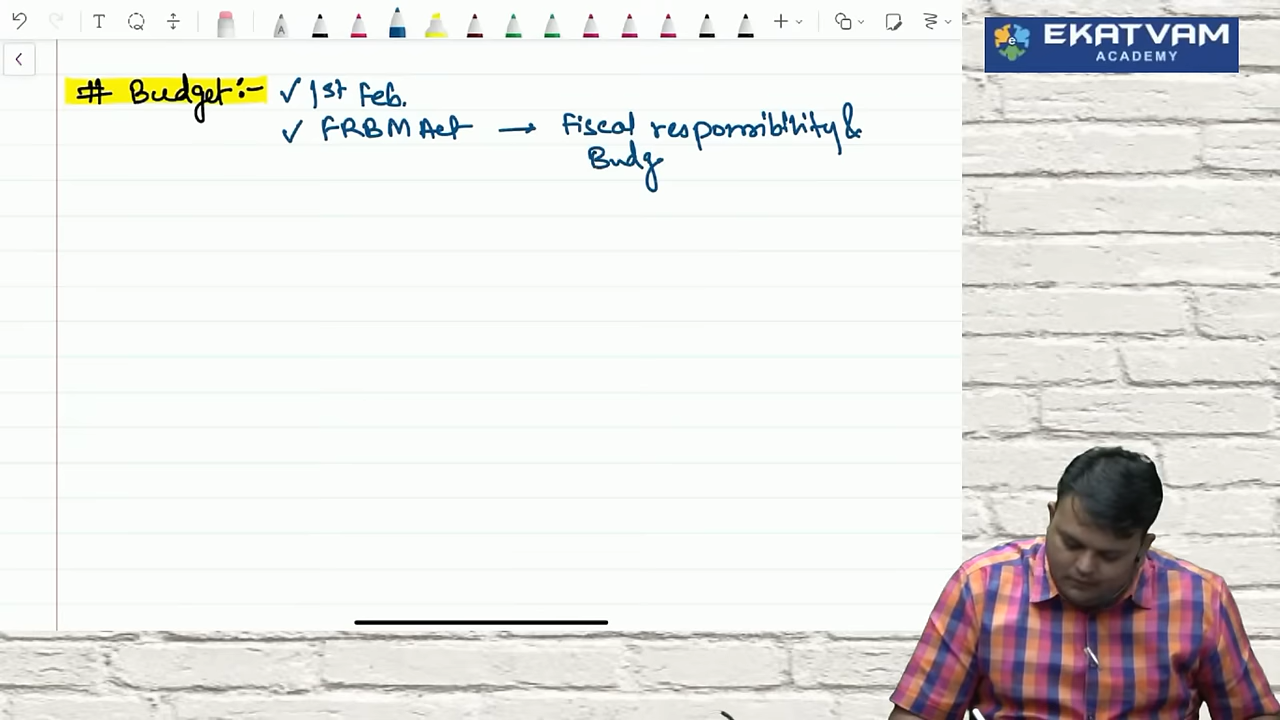 EKATVAM
ACADEMY
# Budget:- ✓ 1st Feb.
✓ FRBM Act → Fiscal responsibility &
Budg